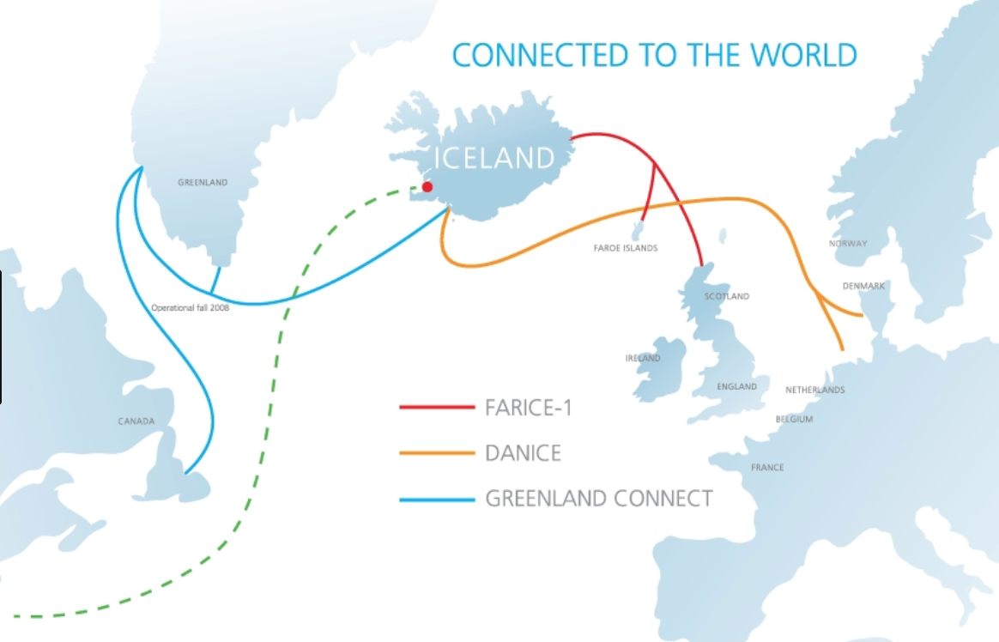 CONNECTED TO THE WORLD
ICELAND
GREENLAND
FAROE ISLANDS
NORWAY
DENMARK
SCOTLAND
Operational fall 2008
IRELAND
ENGLAND
NETHERLANDS
BELGIUM
CANADA
FRANCE
FARICE-1
DANICE
GREENLAND CONNECT